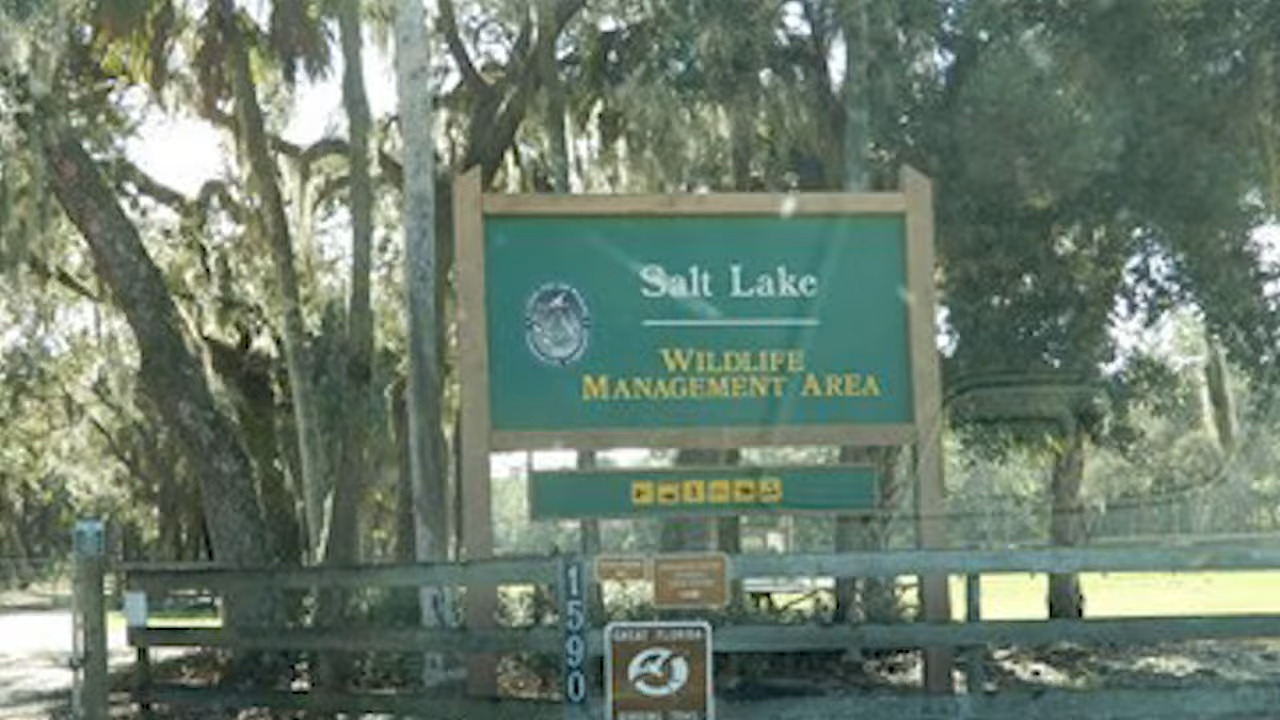 Salt Lake
WILDLIFE
MANAGEMENT AREA
1590
GREAT FLORIDA